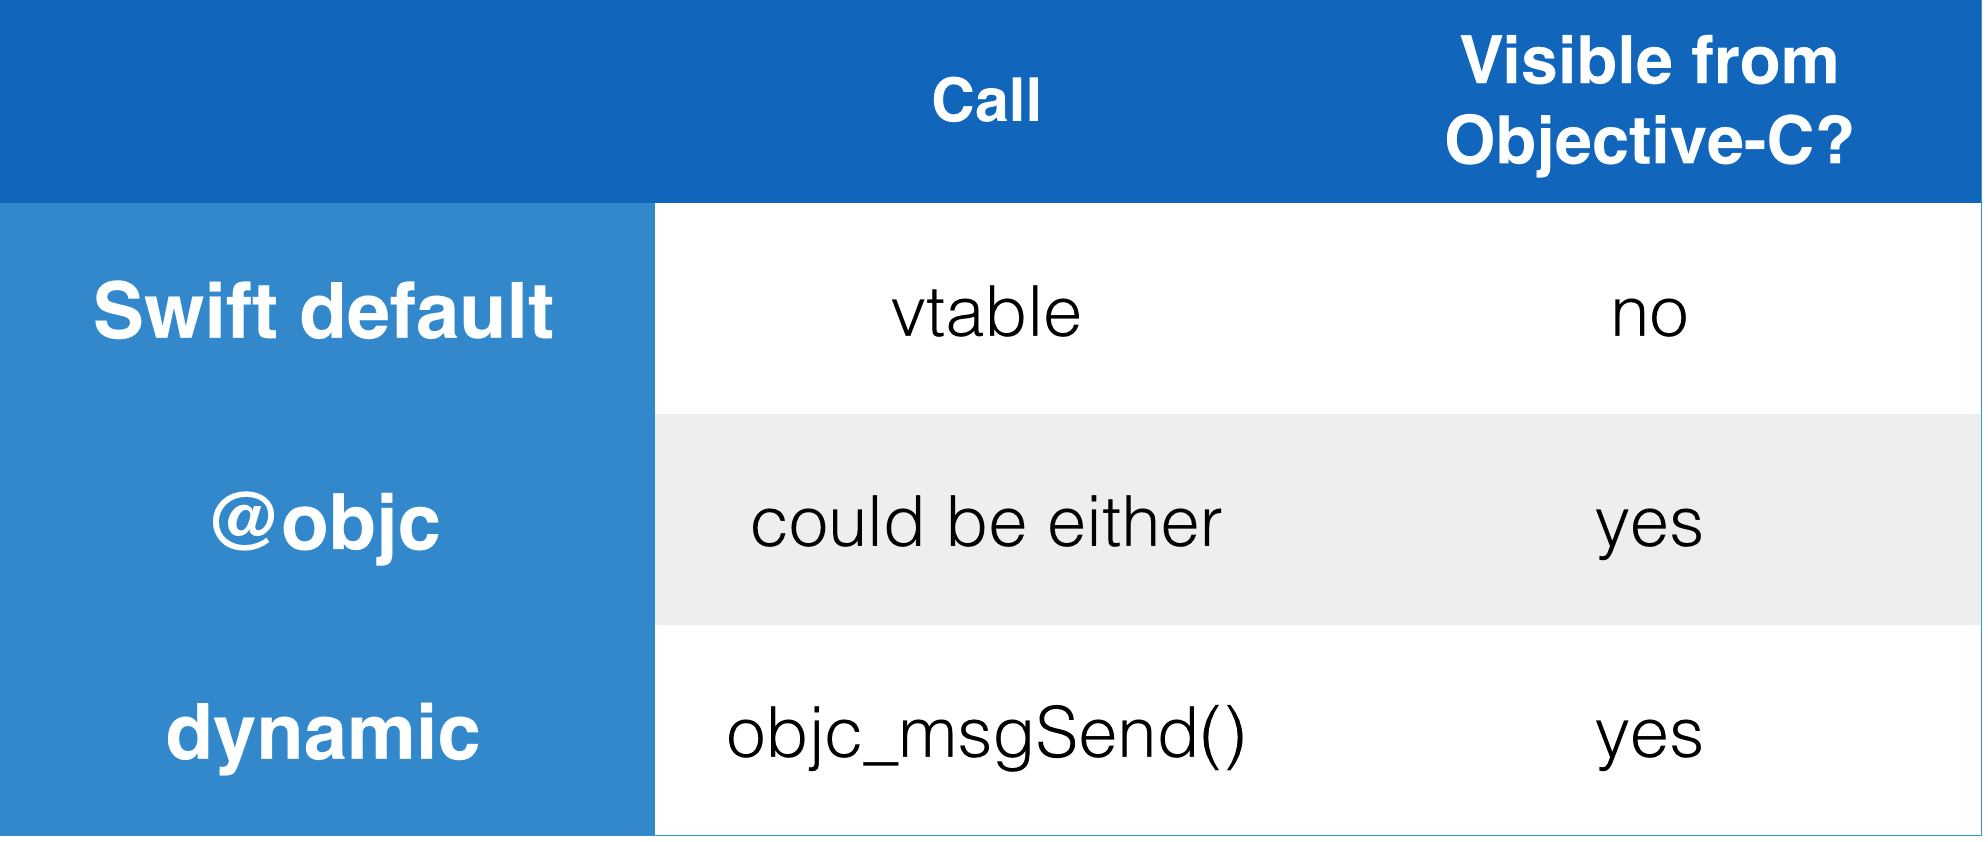 Call
Visible from
Objective-C?
Swift default
vtable
no
@objc
could be either
yes
dynamic
objc_msgSend()
yes